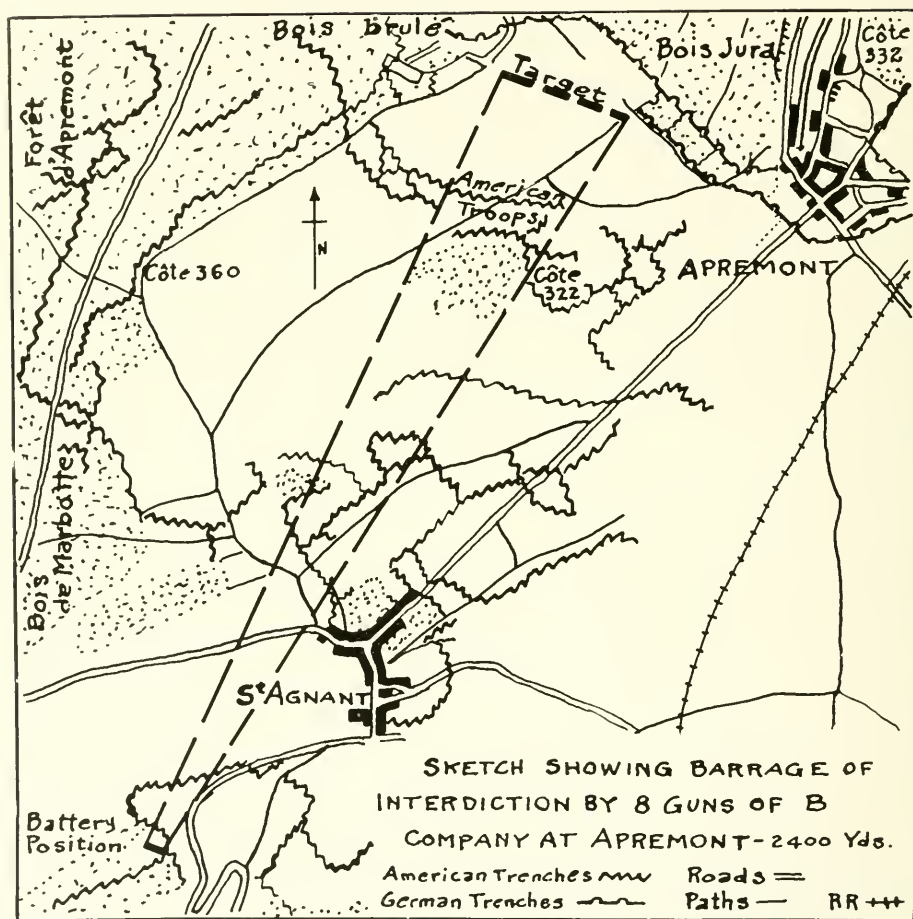 Bois brulé
Bois Jura
Côte
332
Target
Forêt
d'Apremont
American
Troops
N
Côte 360
Côte
322
APREMONT
Bois
de Marbotte
St AGNANT
Battery
Position
SKETCH SHOWING BARRAGE OF
INTERDICTION BY 8 GUNS OF B
COMPANY AT APREMONT-2400 Yds.
American Trenches Roads
German Trenches Paths RR